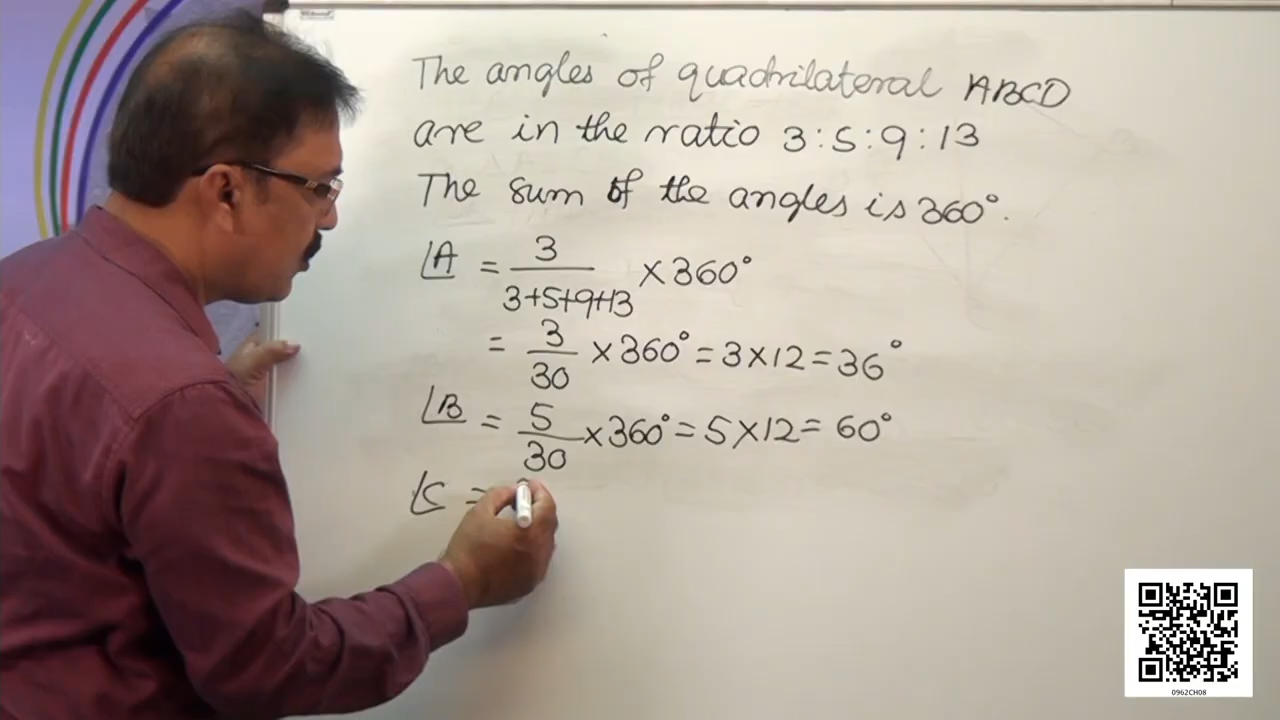 The angles of quadrilateral ABCD
are in the ratio 3:5:9:13
The sum of the angles is 360°.
∠A = 3/(3+5+9+13) × 360°
= 3/30 × 360° = 3×12 = 36°
∠B = 5/30 × 360° = 5×12 = 60°
∠C =
0962CH08